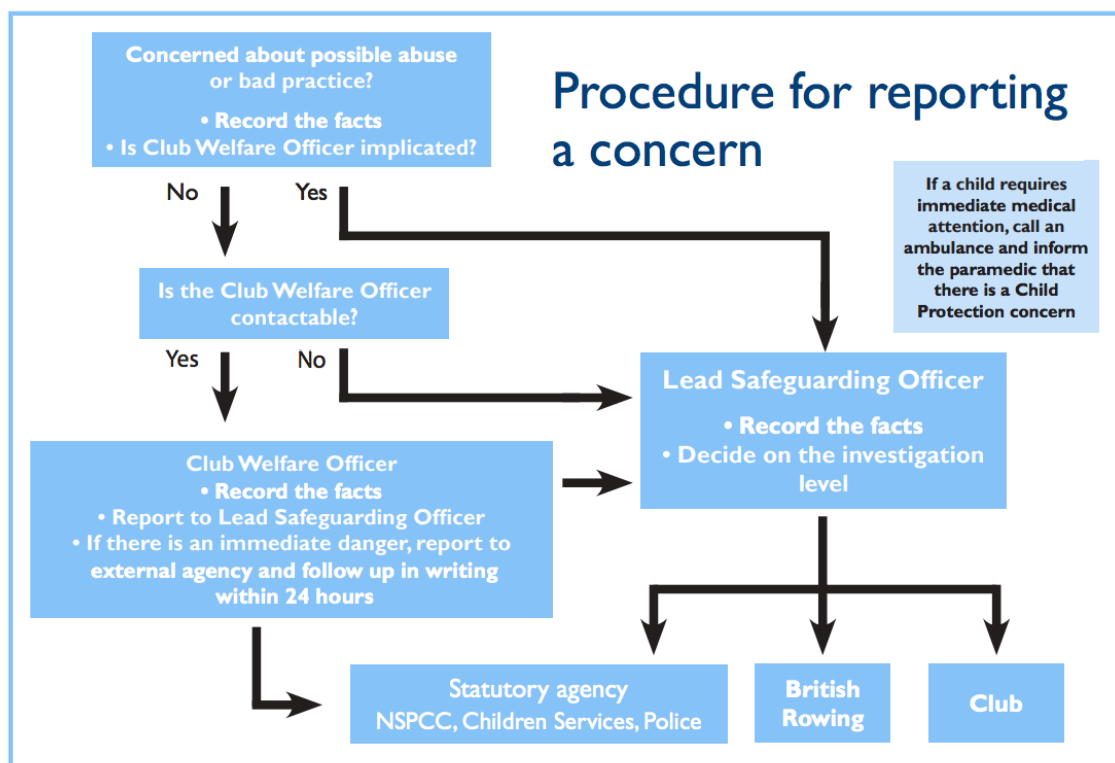 Procedure for reporting
a concern
Concerned about possible abuse
or bad practice?
• Record the facts
• Is Club Welfare Officer implicated?
No
Yes
If a child requires
immediate medical
attention, call an
ambulance and inform
the paramedic that
there is a Child
Protection concern
Is the Club Welfare Officer
contactable?
Yes
No
Lead Safeguarding Officer
• Record the facts
• Decide on the investigation
level
Club Welfare Officer
• Record the facts
• Report to Lead Safeguarding Officer
• If there is an immediate danger, report to
external agency and follow up in writing
within 24 hours
Statutory agency
NSPCC, Children Services, Police
British
Rowing
Club